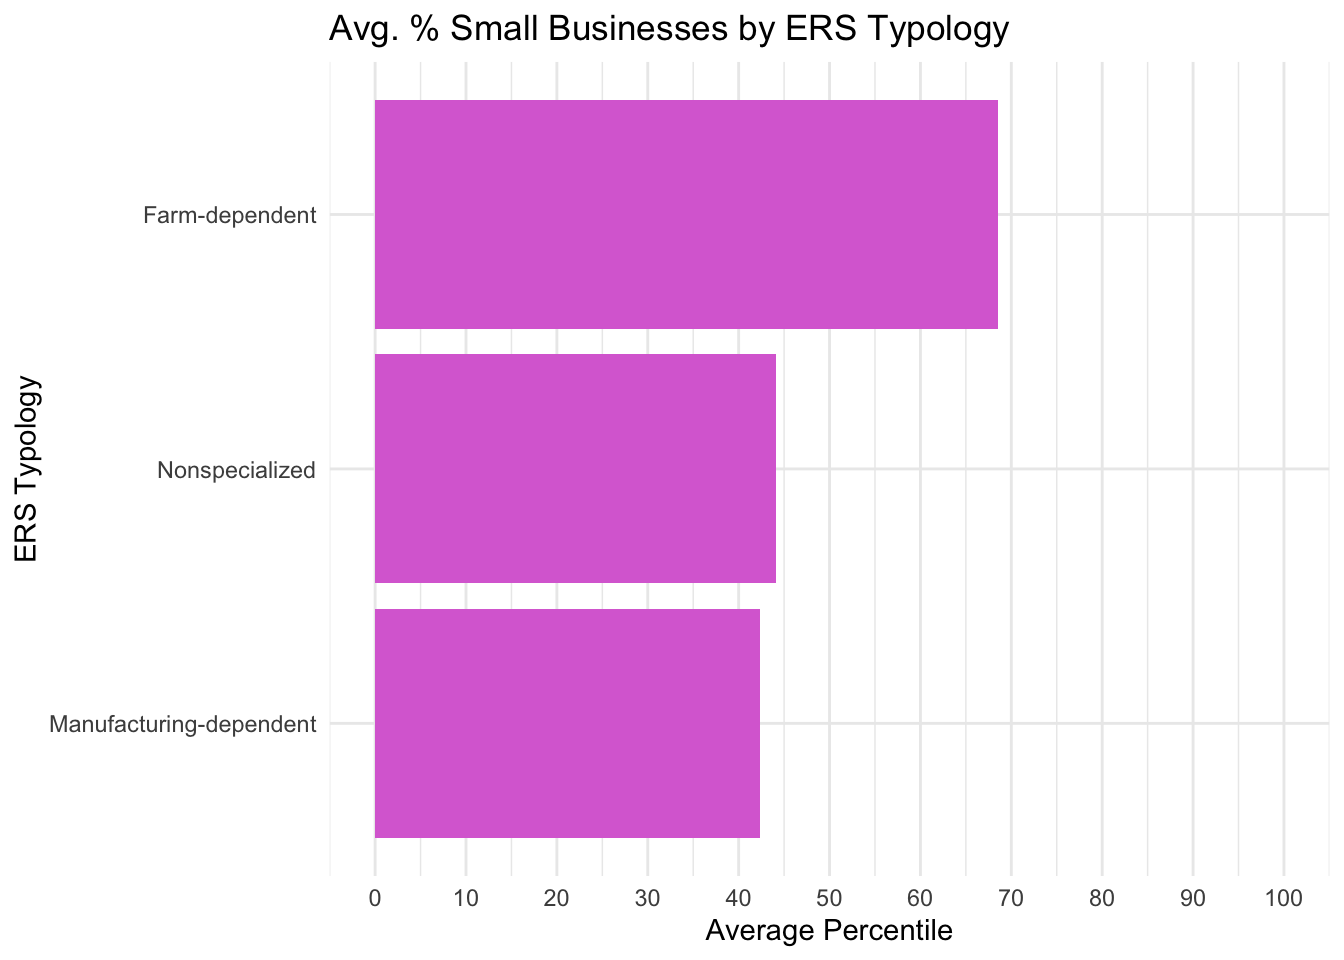 Avg. % Small Businesses by ERS Typology
ERS Typology
Farm-dependent
Nonspecialized
Manufacturing-dependent
0 10 20 30 40 50 60 70 80 90 100
Average Percentile